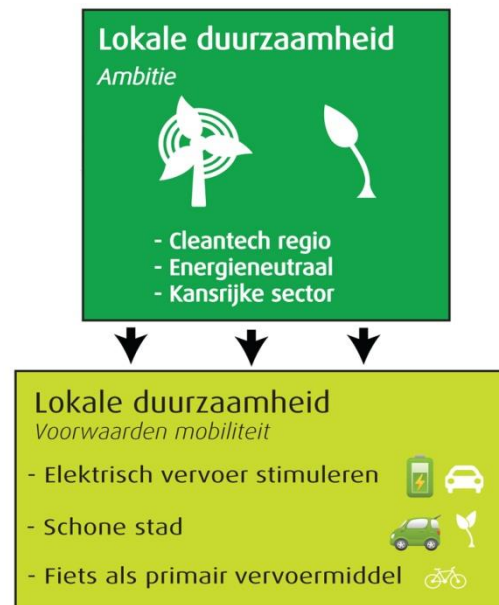 Lokale duurzaamheid
Ambitie
- Cleantech regio
- Energieneutraal
- Kansrijke sector
Lokale duurzaamheid
Voorwaarden mobiliteit
- Elektrisch vervoer stimuleren
- Schone stad
- Fiets als primair vervoermiddel